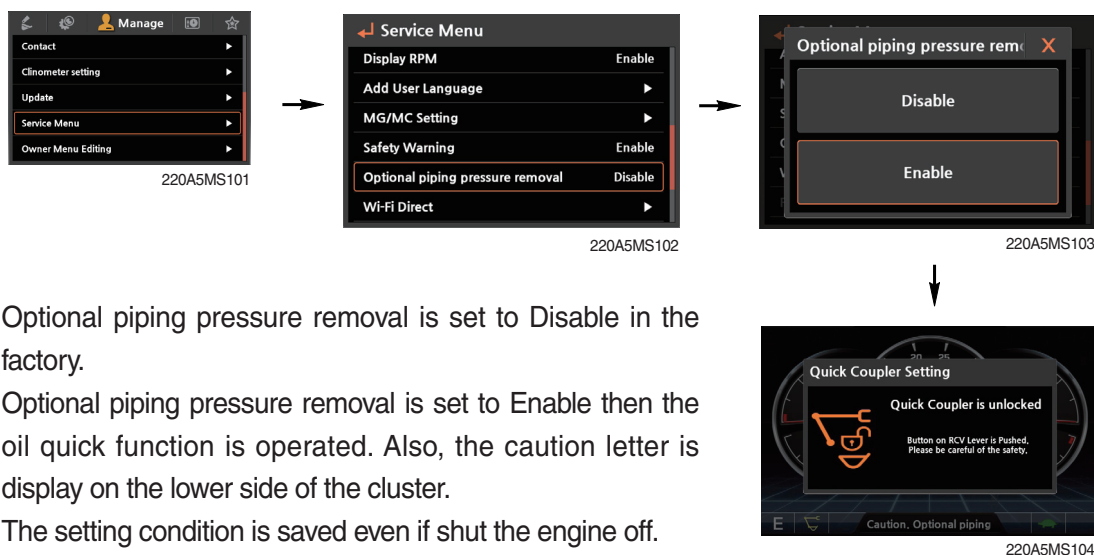 Manage
Contact
Clinometer setting
Update
Service Menu
Owner Menu Editing
220A5MS101
Service Menu
Display RPM Enable
Add User Language
MG/MC Setting
Safety Warning Enable
Optional piping pressure removal Disable
Wi-Fi Direct
220A5MS102
Optional piping pressure rem X
Disable
Enable
220A5MS103
Optional piping pressure removal is set to Disable in the
factory.
Optional piping pressure removal is set to Enable then the
oil quick function is operated. Also, the caution letter is
display on the lower side of the cluster.
The setting condition is saved even if shut the engine off.
20 25
Quick Coupler Setting
Quick Coupler is unlocked
Button on RCV Lever is Pushed,
Please be careful of the safety,
E Caution, Optional piping
220A5MS104